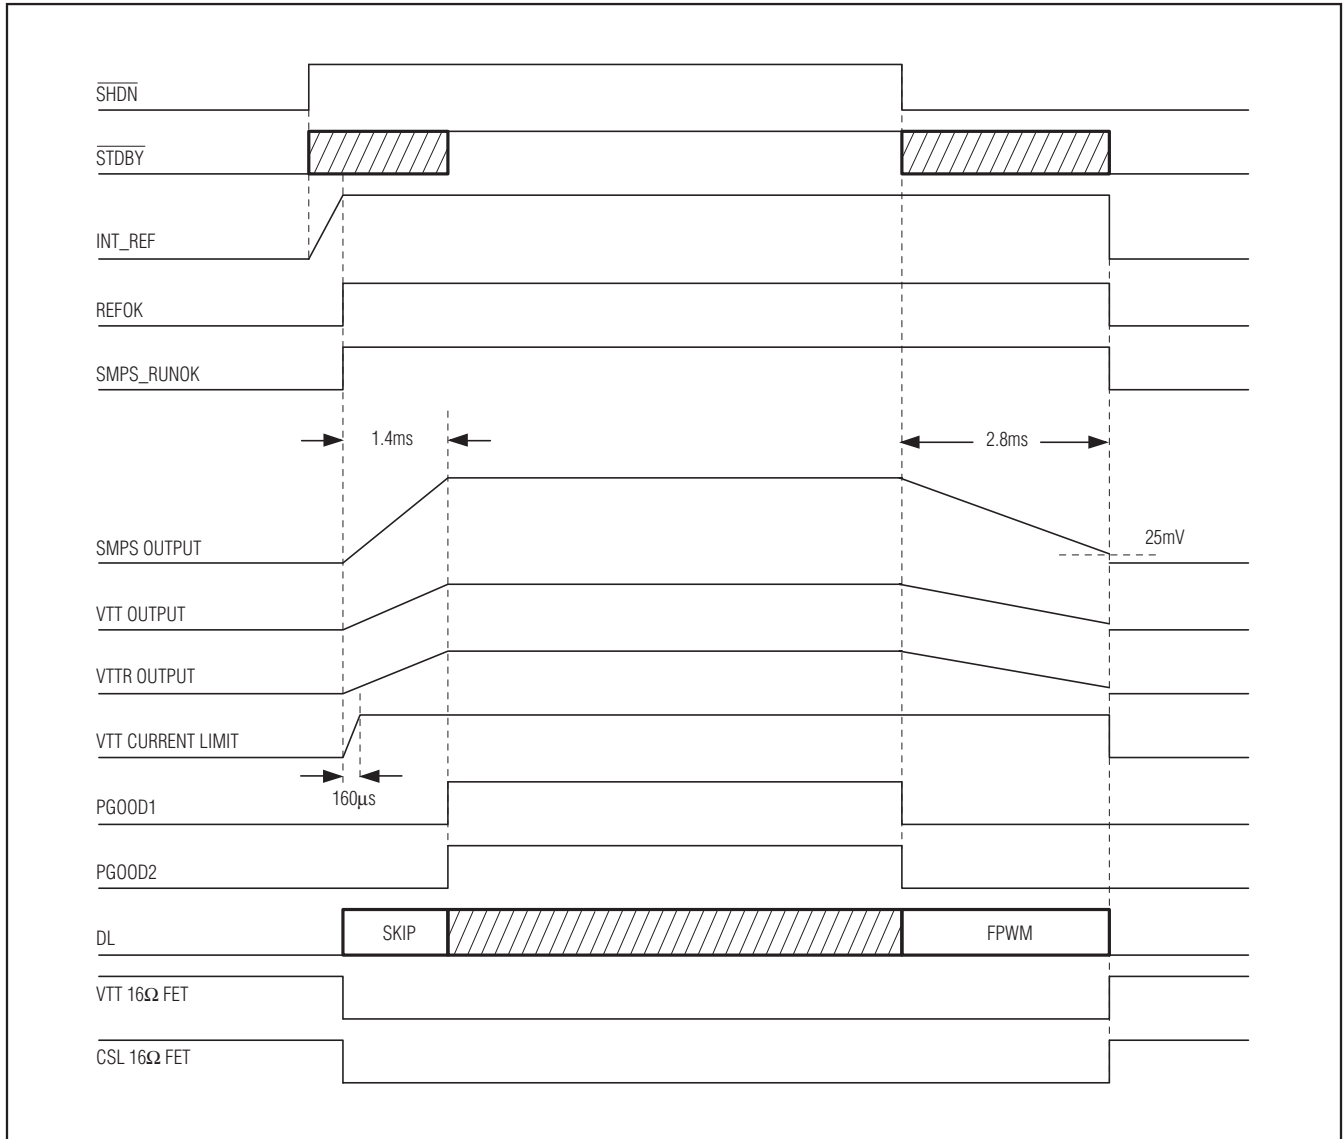 SHDN
STDBY
INT_REF
REFOK
SMPS_RUNOK
1.4ms
2.8ms
SMPS OUTPUT
25mV
VTT OUTPUT
VTTR OUTPUT
VTT CURRENT LIMIT
160μs
PGOOD1
PGOOD2
DL
SKIP
FPWM
VTT 16Ω FET
CSL 16Ω FET